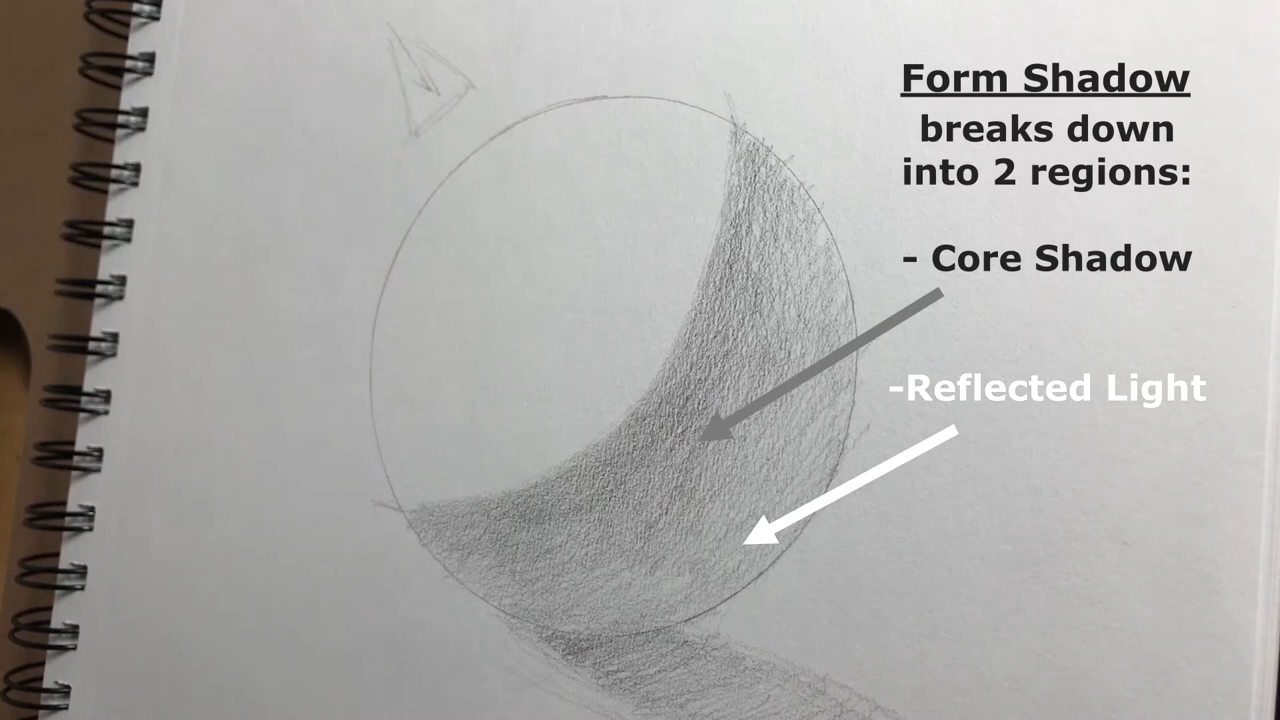 Form Shadow
breaks down
into 2 regions:
- Core Shadow
-Reflected Light